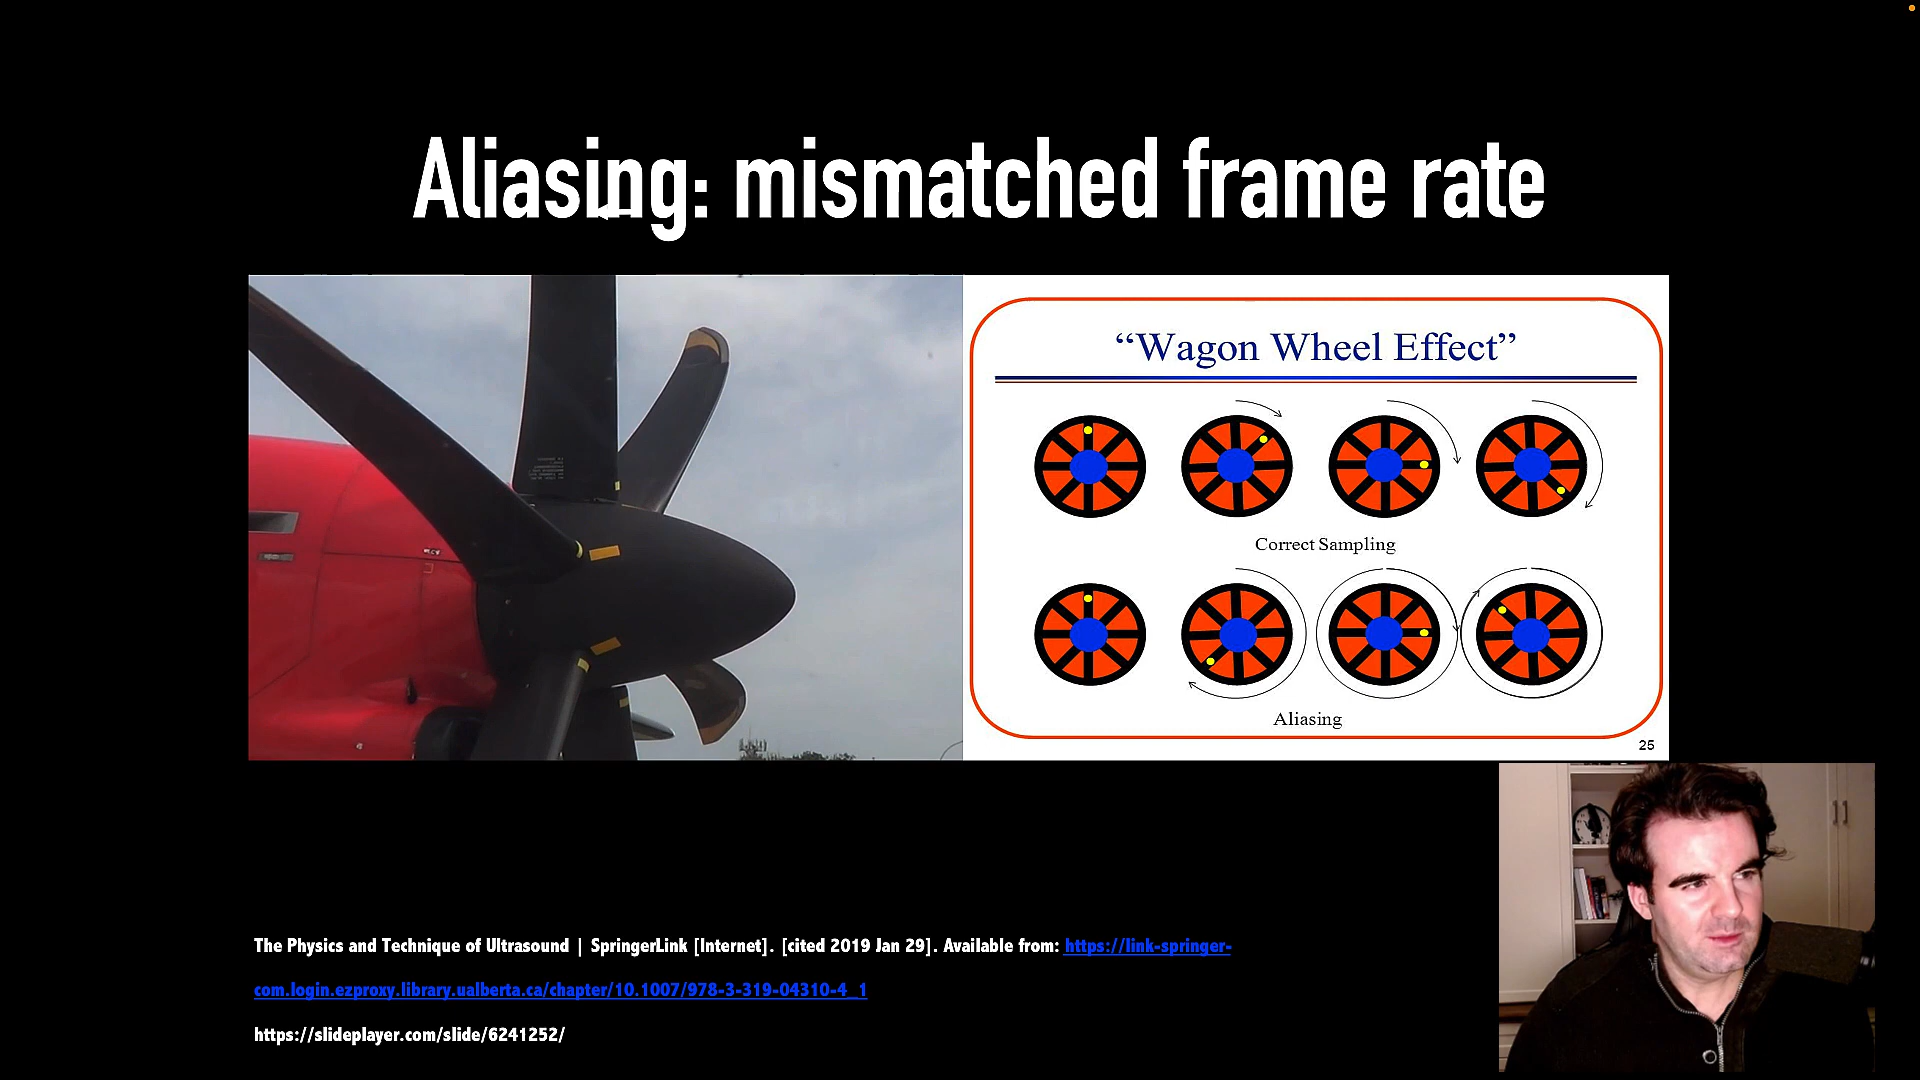 Aliasing: mismatched frame rate
“Wagon Wheel Effect”
Correct Sampling
Aliasing
25
The Physics and Technique of Ultrasound | SpringerLink [Internet]. [cited 2019 Jan 29]. Available from: https://link-springer-
com.login.ezproxy.library.ualberta.ca/chapter/10.1007/978-3-319-04310-4_1
https://slideplayer.com/slide/6241252/